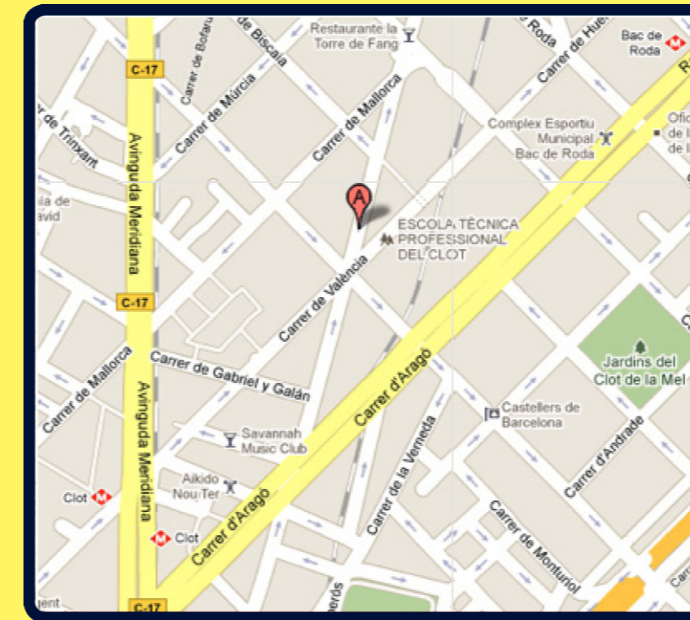 Restaurante la
Torre de Fang
de Biscaia
Roda
Carrer de
Bac de
Roda
C-17
Carrer de Bofarull
Carrer de Múrcia
Carrer de Mallorca
Complex Esportiu
Municipal
Bac de Roda
de Trinxant
Avinguda Meridiana
A
ESCOLA TÈCNICA
PROFESSIONAL
DEL CLOT
Carrer de València
C-17
Carrer de Mallorca
Carrer de Gabriel y Galán
Carrer d'Aragó
Jardins del
Clot de la Mel
Avinguda Meridiana
Castellers de
Barcelona
Savannah
Music Club
Carrer de la Verneda
Carrer d'Andrade
Aikido
Nou Ter
Clot
Clot
Carrer d'Aragó
Carrer de Monturiol
C-17